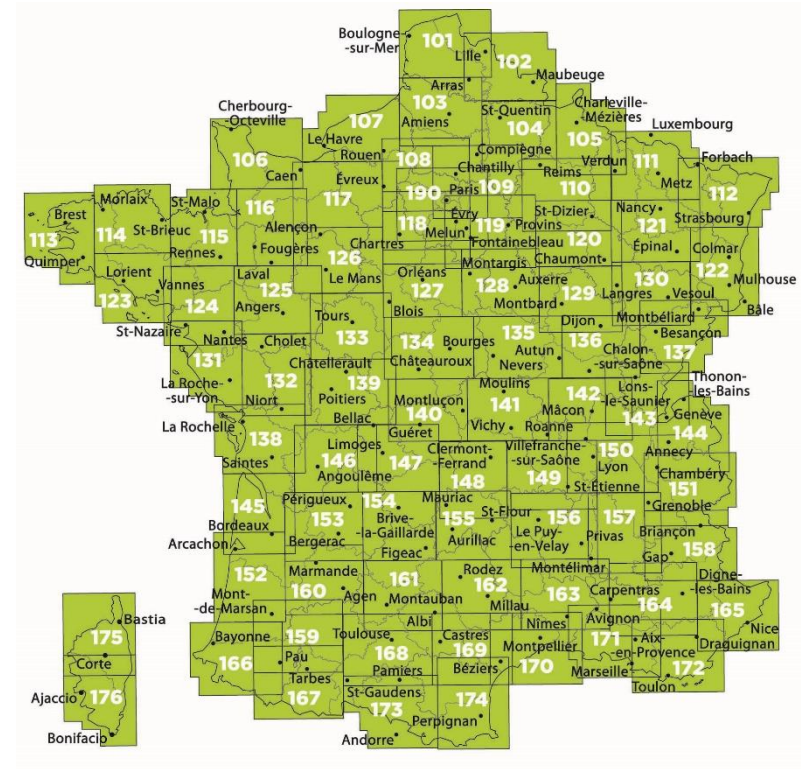 Boulogne
-sur-Mer
101
Lille
102
Maubeuge
Arras
Cherbourg-
-Octeville
107
103
Amiens
St-Quentin
104
Charleville-
-Mézières
105
Luxembourg
Le Havre
Rouen
106
Caen
108
Compiègne
Chantilly
Reims
Verdun
111
Forbach
Metz
112
Évreux
117
190
Paris
109
110
Morlaix
St-Malo
116
Brest
113
114
St-Brieuc
115
Rennes
Fougères
Alençon
118
Chartres
Évry
Melun
119
Provins
Fontainebleau
St-Dizier
120
Chaumont
Nancy
121
Épinal
Strasbourg
Colmar
Quimper
Lorient
Vannes
123
Laval
126
Le Mans
Orléans
127
Montargis
128
Auxerre
Montbard
129
Langres
130
Vesoul
122
Mulhouse
Bâle
124
125
Angers
Blois
St-Nazaire
Nantes
Cholet
Tours
133
134
Bourges
135
Autun
Nevers
Dijon
136
Chalon-
-sur-Saône
Montbéliard
Besançon
137
131
La Roche-
-sur-Yon
132
Niort
Châtellerault
139
Poitiers
Châteauroux
Moulins
Lons-
-le-Saunier
Thonon-
-les-Bains
La Rochelle
Bellac
Montluçon
140
Guéret
141
Vichy
142
Mâcon
Roanne
143
Genève
144
Annecy
138
Saintes
146
Angoulême
Limoges
147
Clermont-
-Ferrand
148
Villefranche-
-sur-Saône
149
150
Lyon
St-Étienne
Chambéry
151
Grenoble
145
Bordeaux
Arcachon
Périgueux
153
Bergerac
154
Brive-
-la-Gaillarde
Figeac
Mauriac
155
Aurillac
St-Flour
156
Le Puy-
-en-Velay
157
Privas
Briançon
158
Gap
152
Mont-
-de-Marsan
Marmande
160
Agen
161
Montauban
Rodez
162
Millau
Montélimar
163
Carpentras
Digne-
-les-Bains
164
165
Nice
Bayonne
166
159
Pau
Tarbes
167
Toulouse
168
Pamiers
St-Gaudens
Albi
Castres
169
Béziers
Nîmes
Montpellier
170
Avignon
171
Aix-
-en-Provence
Marseille
Draguignan
172
Toulon
173
Andorre
174
Perpignan
Bastia
175
Corte
Ajaccio
176
Bonifacio